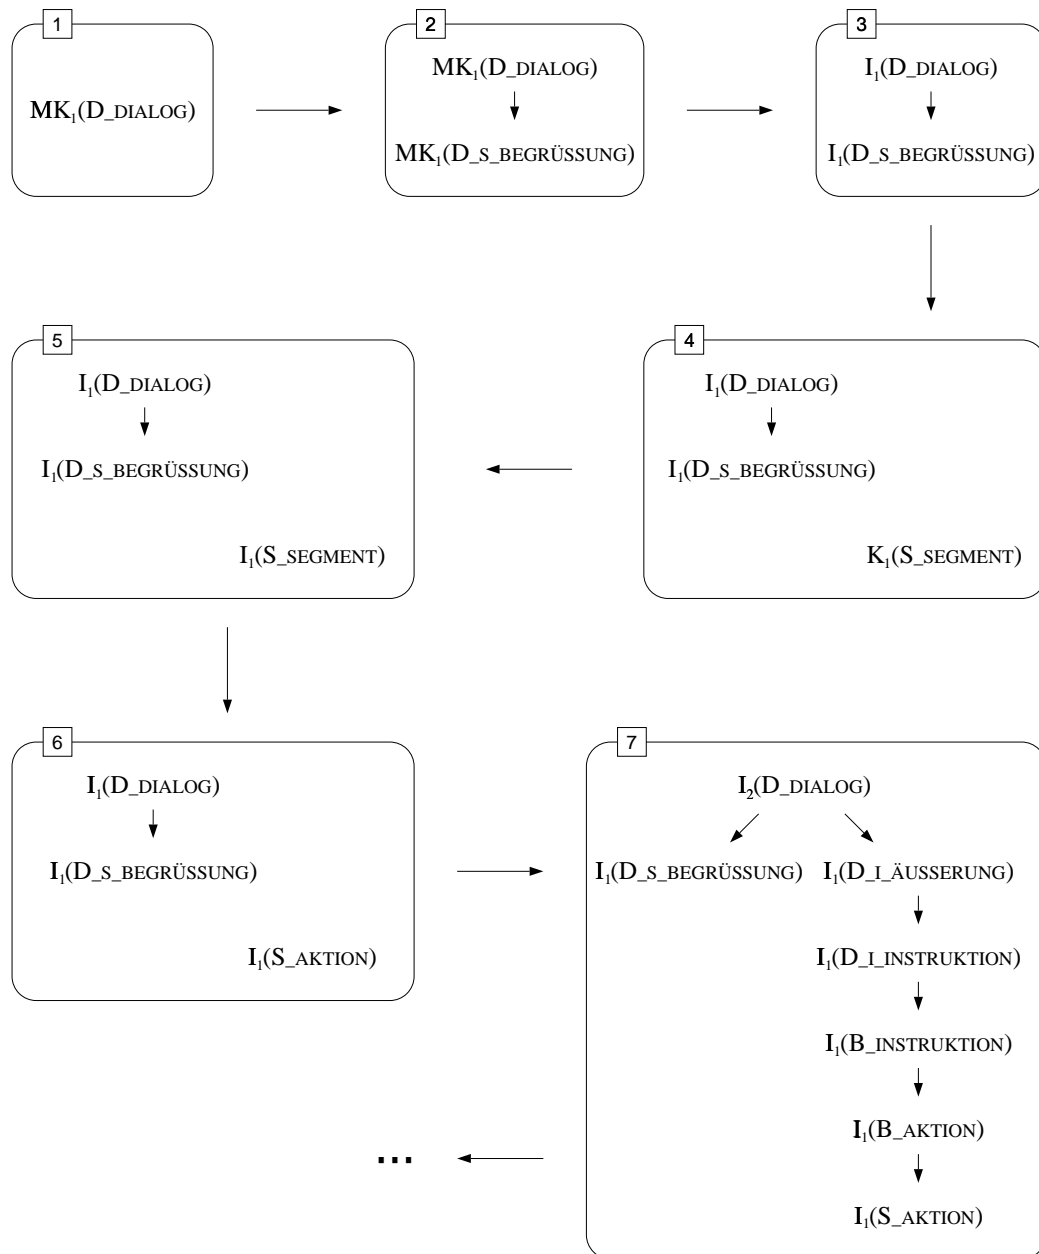 1
MK₁(D_DIALOG)
2
MK₁(D_DIALOG)
MK₁(D_S_BEGRÜSSUNG)
3
I₁(D_DIALOG)
I₁(D_S_BEGRÜSSUNG)
4
I₁(D_DIALOG)
I₁(D_S_BEGRÜSSUNG)
K₁(S_SEGMENT)
5
I₁(D_DIALOG)
I₁(D_S_BEGRÜSSUNG)
I₁(S_SEGMENT)
6
I₁(D_DIALOG)
I₁(D_S_BEGRÜSSUNG)
I₁(S_AKTION)
7
I₂(D_DIALOG)
I₁(D_S_BEGRÜSSUNG) I₁(D_I_ÄUSSERUNG)
I₁(D_I_INSTRUKTION)
I₁(B_INSTRUKTION)
I₁(B_AKTION)
I₁(S_AKTION)
...